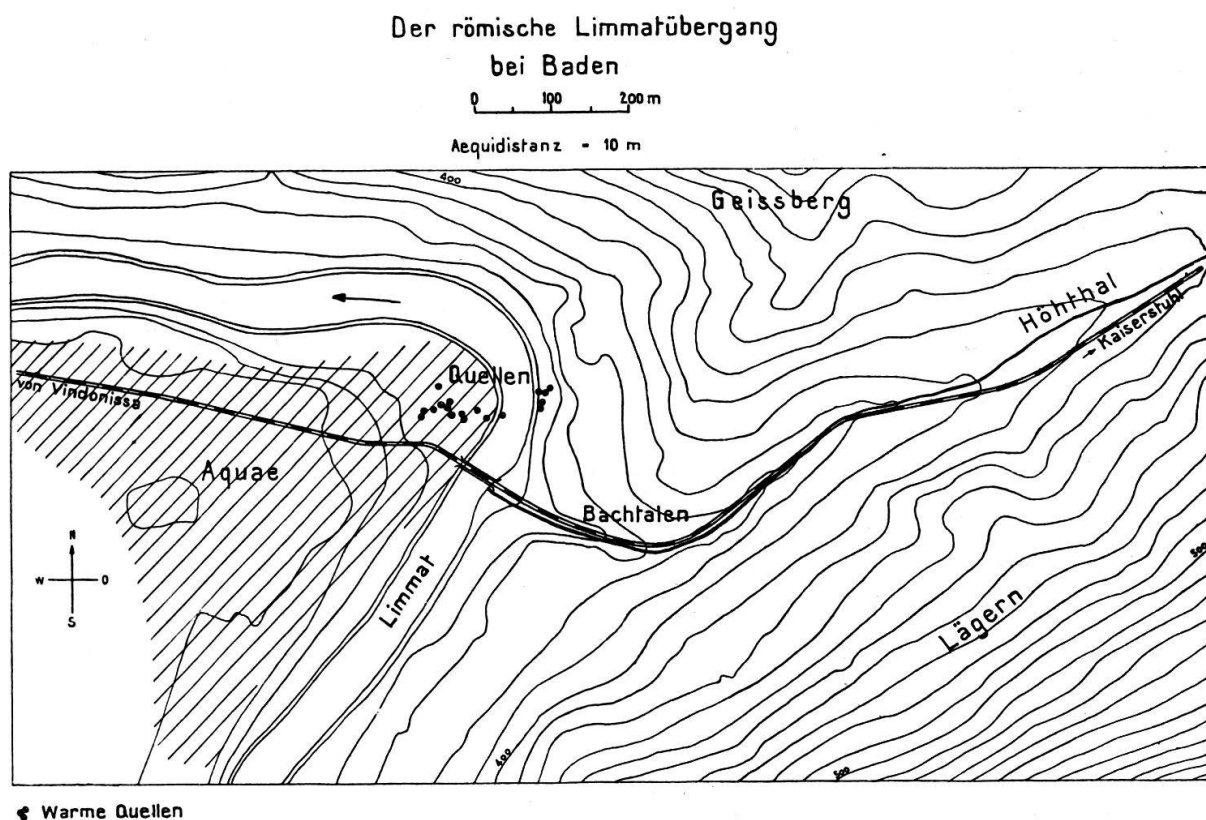 Der römische Limmatübergang
bei Baden
0 100 200 m
Aequidistanz = 10 m
400
Geissberg
Höhthal
→ Kaiserstuhl
Quellen
von Vindonissa
Aquae
Bachtalen
N
W O
S
Limmat
Lägern
500
400
500
Warme Quellen